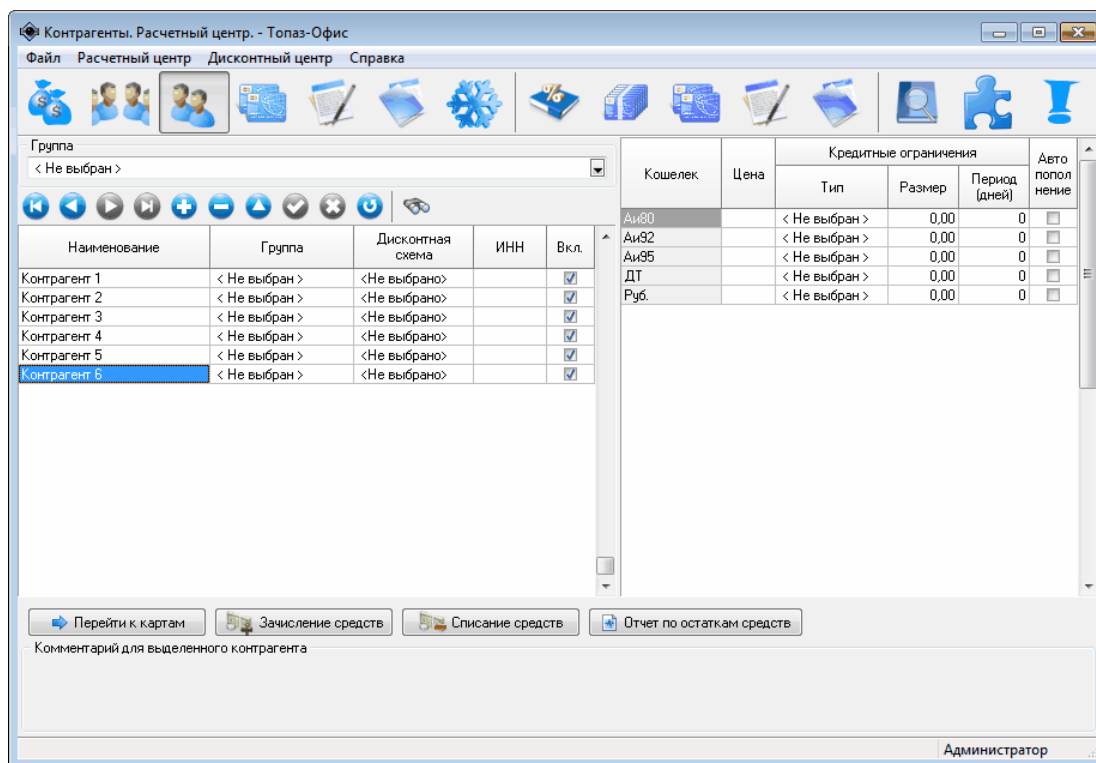 Контрагенты. Расчетный центр. - Топаз-Офис
Файл Расчетный центр Дисконтный центр Справка
Группа
< Не выбран >
Наименование Группа Дисконтная схема ИНН Вкл.
Контрагент 1 < Не выбран > <Не выбрано>
Контрагент 2 < Не выбран > <Не выбрано>
Контрагент 3 < Не выбран > <Не выбрано>
Контрагент 4 < Не выбран > <Не выбрано>
Контрагент 5 < Не выбран > <Не выбрано>
Контрагент 6 < Не выбран > <Не выбрано>
Кошелек Цена Кредитные ограничения Авто попол нение
Тип Размер Период (дней)
Аи80 < Не выбран > 0,00 0
Аи92 < Не выбран > 0,00 0
Аи95 < Не выбран > 0,00 0
ДТ < Не выбран > 0,00 0
Руб. < Не выбран > 0,00 0
Перейти к картам Зачисление средств Списание средств Отчет по остаткам средств
Комментарий для выделенного контрагента
Администратор